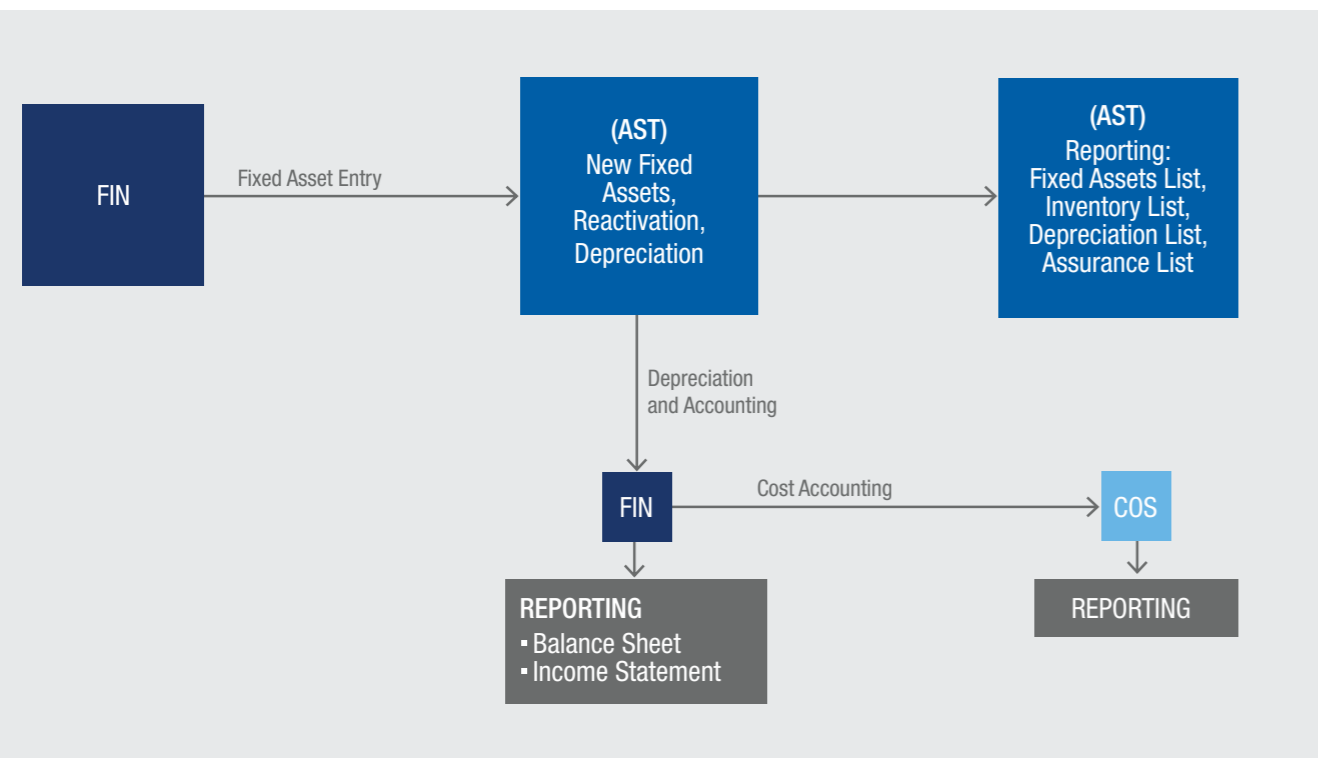 FIN
Fixed Asset Entry
(AST)
New Fixed
Assets,
Reactivation,
Depreciation
(AST)
Reporting:
Fixed Assets List,
Inventory List,
Depreciation List,
Assurance List
Depreciation
and Accounting
FIN
Cost Accounting
COS
REPORTING
▪ Balance Sheet
▪ Income Statement
REPORTING